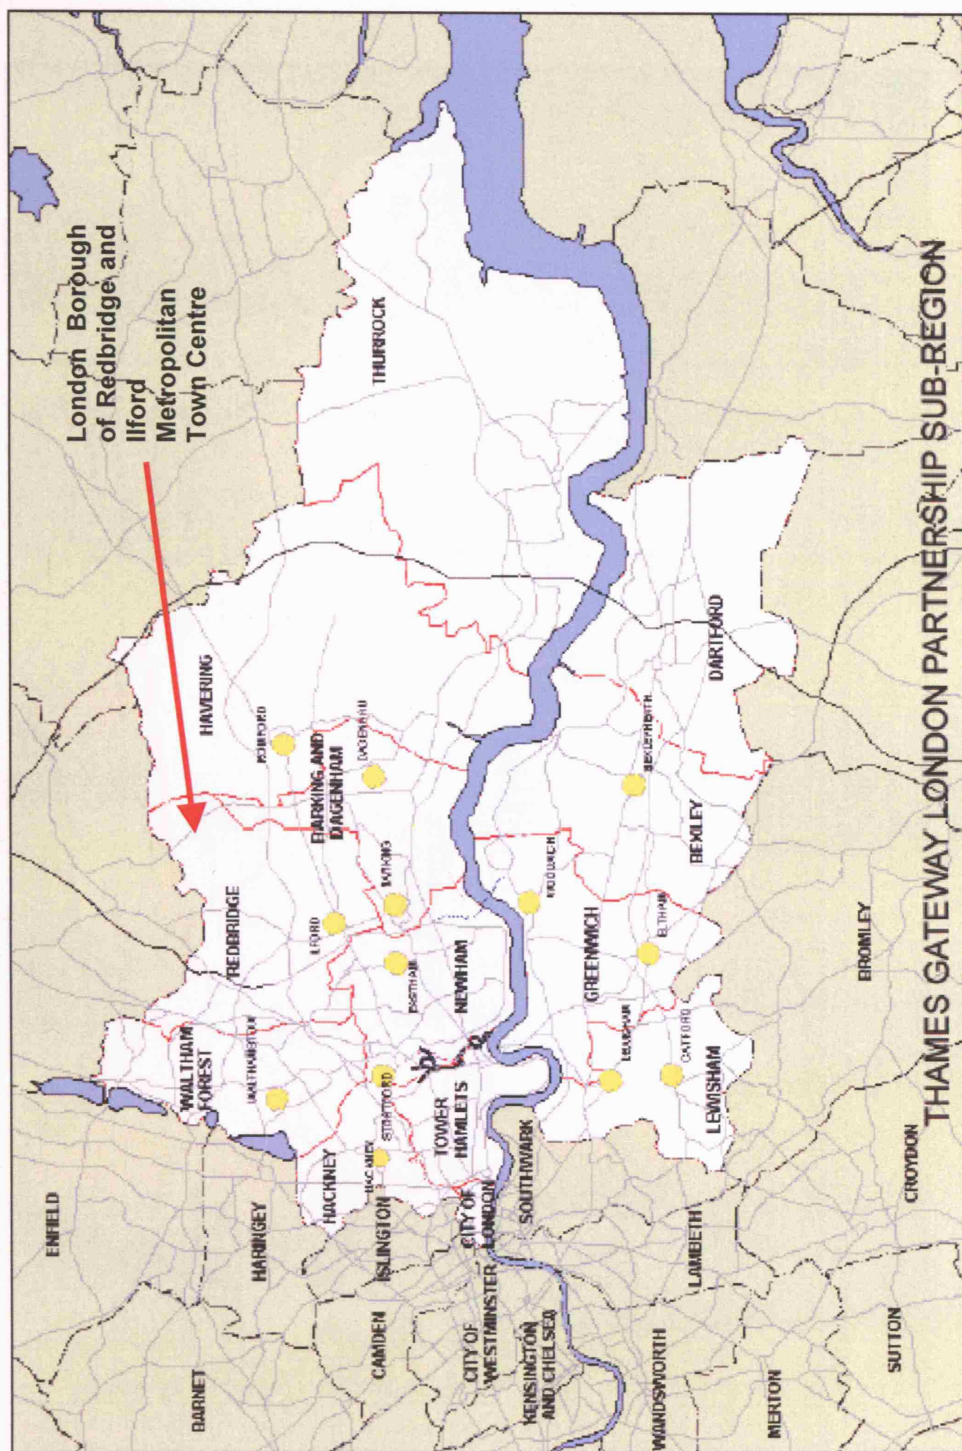 London Borough
of Redbridge and
Ilford
Metropolitan
Town Centre
ENFIELD
BARNET
HARINGEY
WALTHAM
FOREST
WALTHAMSTOW
REDBRIDGE
HAVERING
ROMFORD
HACKNEY
HACKNEY
ISLINGTON
CAMDEN
STRATFORD
ILFORD
BARKING AND
DAGENHAM
DAGENHAM
BARKING
EASTHAM
NEWHAM
THURROCK
TOWER
HAMLETS
CITY OF
LONDON
CITY OF
WESTMINSTER
KENSINGTON
AND CHELSEA
SOUTHWARK
WOOLWICH
GREENWICH
ELTHAM
BEXLEYHEATH
BEXLEY
DARTFORD
LEWISHAM
CATFORD
LEWISHAM
LAMBETH
WANDSWORTH
MERTON
SUTTON
CROYDON
BROMLEY
THAMES GATEWAY LONDON PARTNERSHIP SUB-REGION